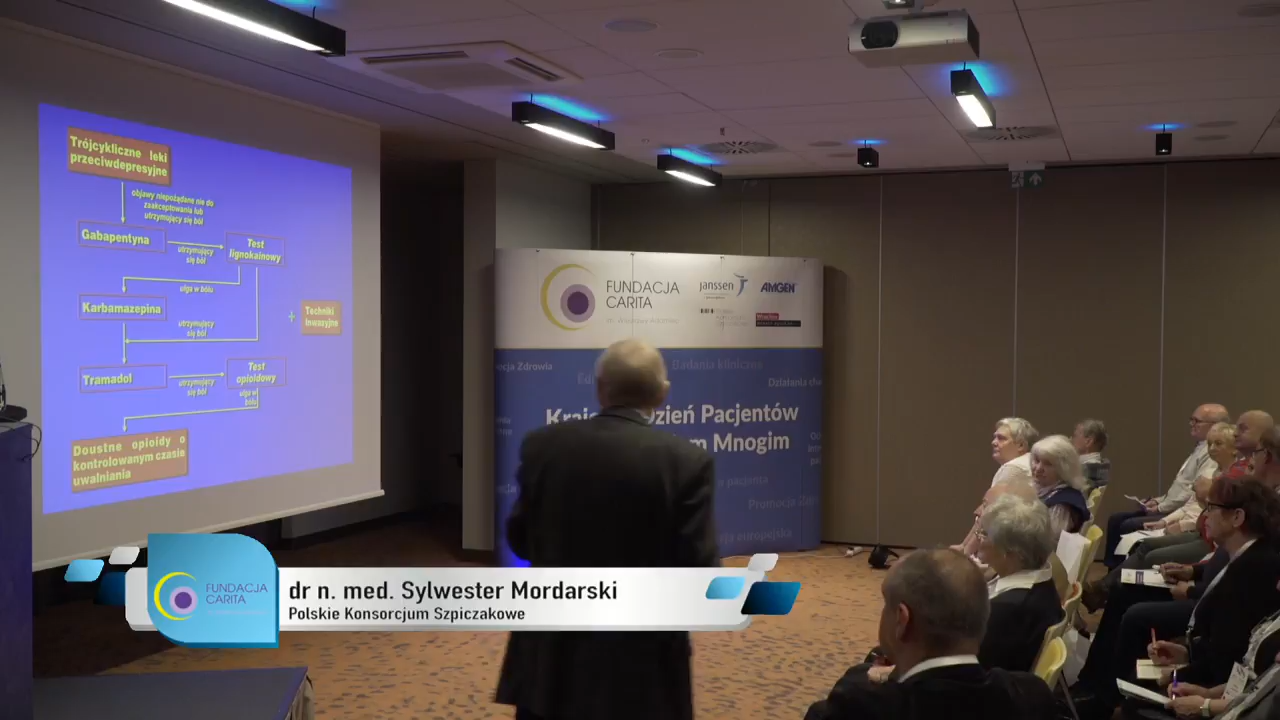 Trójcykliczne leki
przeciwdepresyjne
objawy niepożądane nie do
zaakceptowania lub
utrzymujący się ból
Gabapentyna
utrzymujący
się ból
Test
lignokainowy
ulga w bólu
Karbamazepina
utrzymujący
się ból
+
Techniki
inwazyjne
Tramadol
utrzymujący
się ból
Test
opioidowy
ulga w
bólu
Doustne opioidy o
kontrolowanym czasie
uwalniania
FUNDACJA
CARITA
janssen
AMGEN
Promocja Zdrowia
Badania kliniczne
Działania
Dzień Pacjentów
Mnogim
pacjenta
Promocja
europejska
FUNDACJA
CARITA
dr n. med. Sylwester Mordarski
Polskie Konsorcjum Szpiczakowe